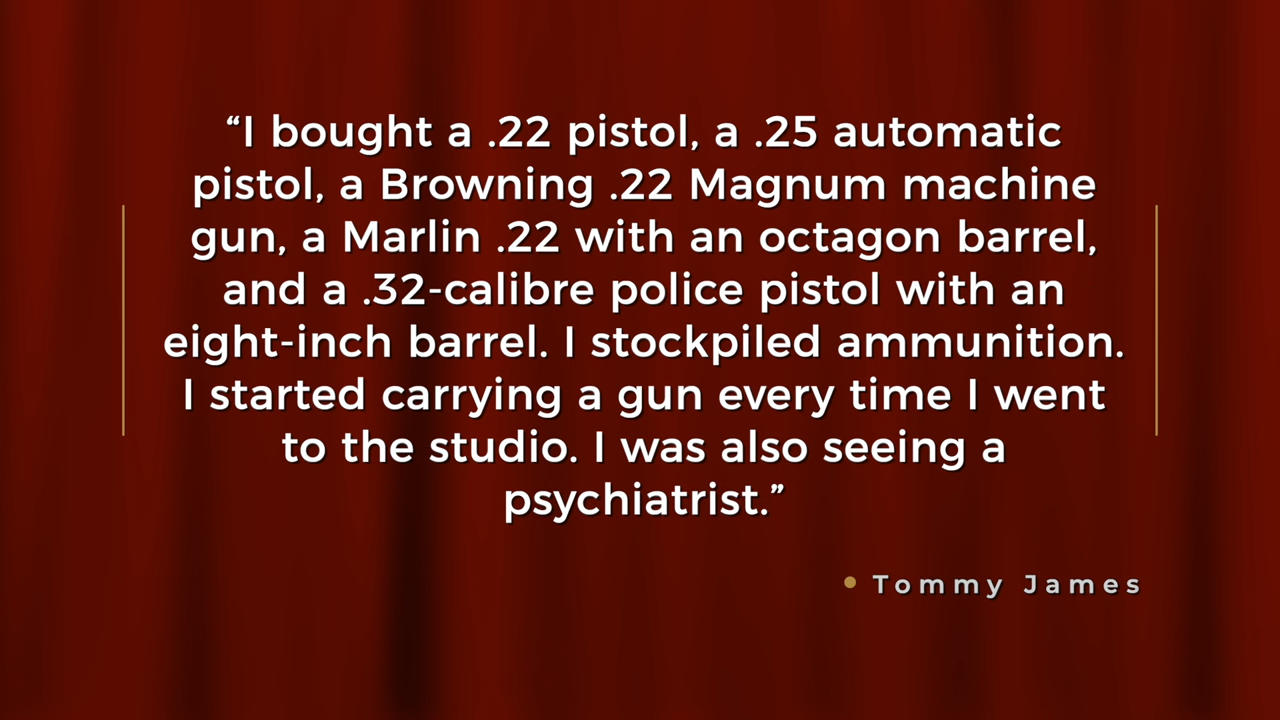 “I bought a .22 pistol, a .25 automatic
pistol, a Browning .22 Magnum machine
gun, a Marlin .22 with an octagon barrel,
and a .32-calibre police pistol with an
eight-inch barrel. I stockpiled ammunition.
I started carrying a gun every time I went
to the studio. I was also seeing a
psychiatrist.”
• Tommy James